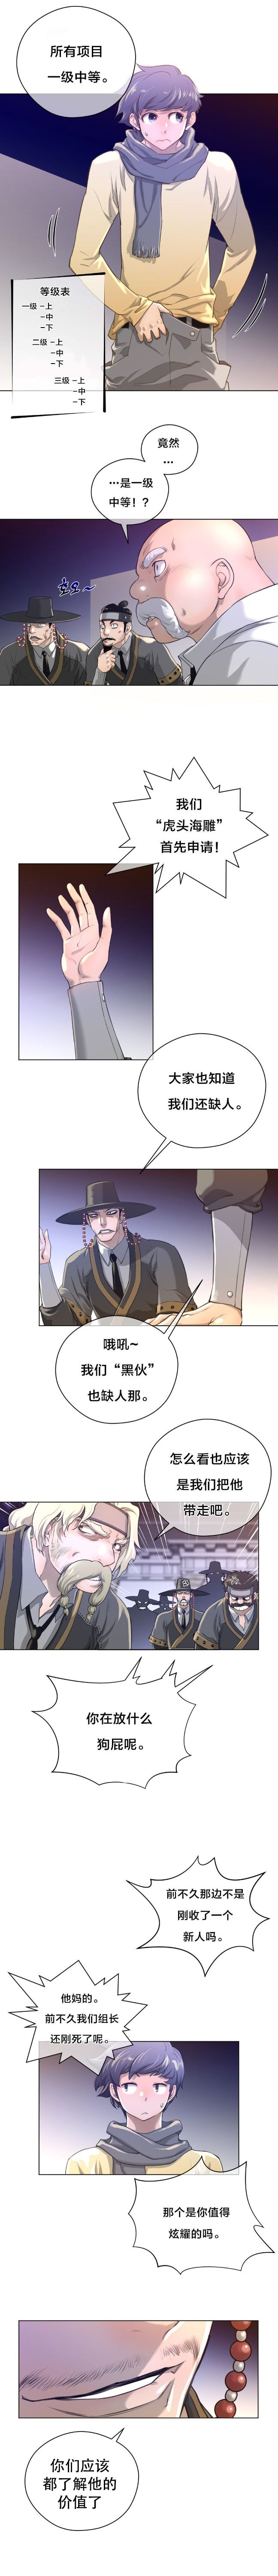 所有项目
一级中等。
等级表
一级 –上
–中
–下
二级 –上
–中
–下
三级 –上
–中
–下
竟然
…
…是一级
中等！？
호오~
我们
“虎头海雕”
首先申请！
大家也知道
我们还缺人。
哦吼~
我们“黑伙”
也缺人那。
怎么看也应该
是我们把他
带走吧。
你在放什么
狗屁呢。
前不久那边不是
刚收了一个
新人吗。
他妈的。
前不久我们组长
还刚死了呢。
那个是你值得
炫耀的吗。
你们应该
都了解他的
价值了